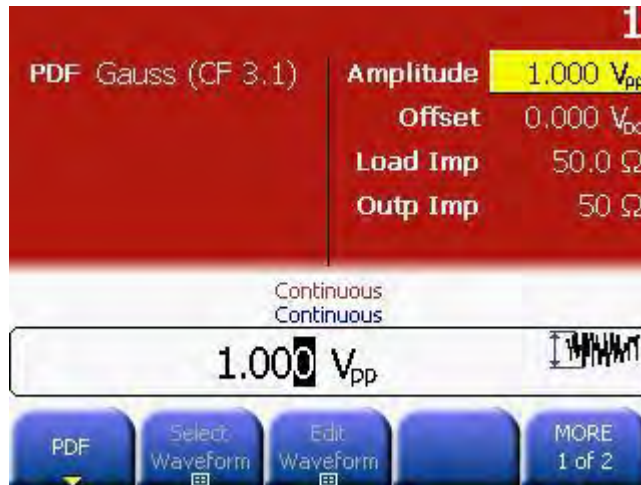 1
PDF Gauss (CF 3.1)
Amplitude 1.000 Vpp
Offset 0.000 VDC
Load Imp 50.0 Ω
Outp Imp 50 Ω
Continuous
Continuous
1.000 Vpp
PDF
Select Waveform
Edit Waveform
MORE
1 of 2